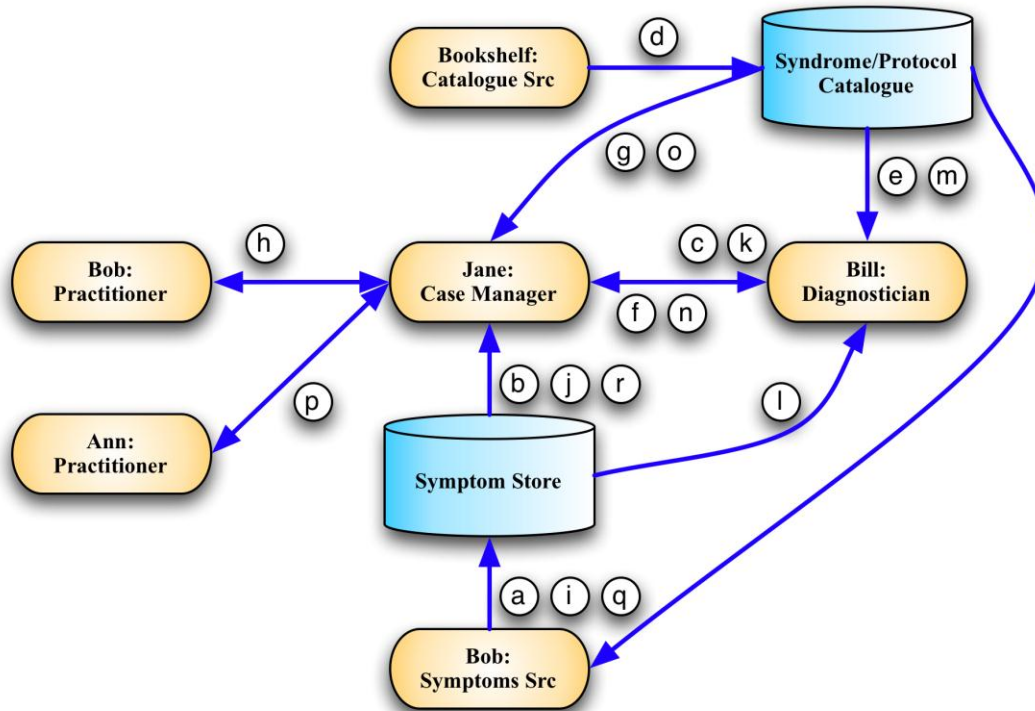 d
Bookshelf:
Catalogue Src
Syndrome/Protocol
Catalogue
g o
e m
h
c k
Bob:
Practitioner
Jane:
Case Manager
Bill:
Diagnostician
f n
b j r
p
l
Ann:
Practitioner
Symptom Store
a i q
Bob:
Symptoms Src